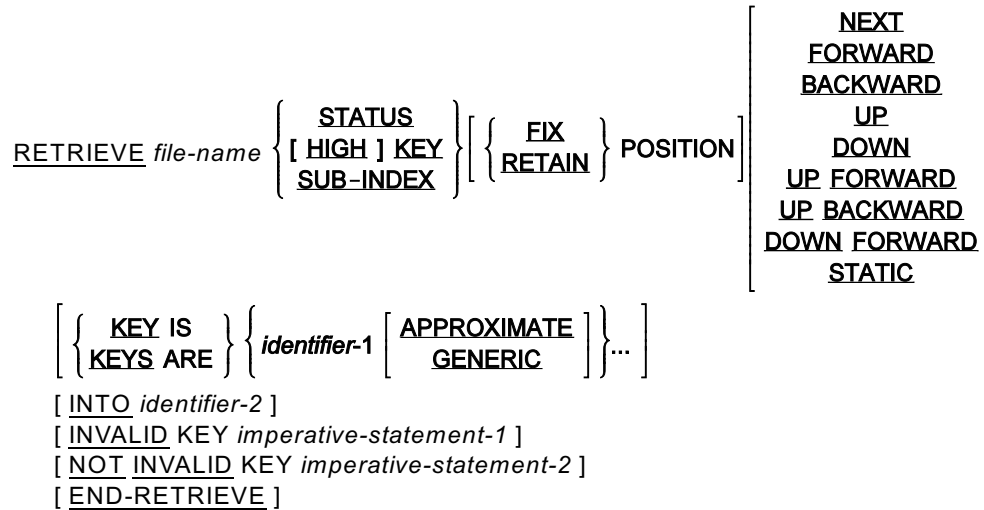 NEXT
FORWARD
BACKWARD
UP
DOWN
UP FORWARD
UP BACKWARD
DOWN FORWARD
STATIC
RETRIEVE file-name { STATUS
[ HIGH ] KEY
SUB-INDEX } [ { FIX
RETAIN } POSITION ]
[ { KEY IS
KEYS ARE } { identifier-1 [ APPROXIMATE
GENERIC ] }... ]
[ INTO identifier-2 ]
[ INVALID KEY imperative-statement-1 ]
[ NOT INVALID KEY imperative-statement-2 ]
[ END-RETRIEVE ]